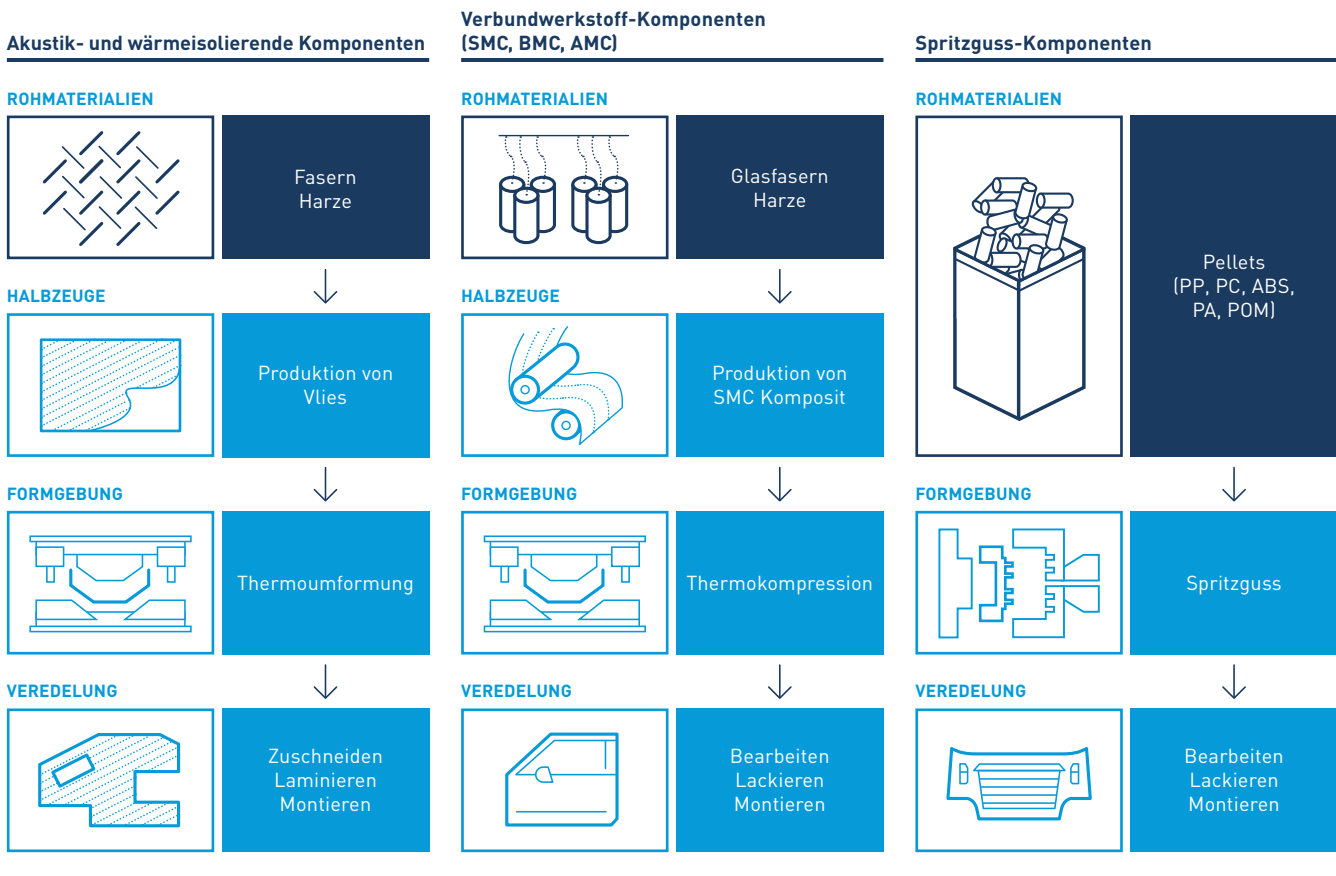 Akustik- und wärmeisolierende Komponenten
ROHMATERIALIEN
Fasern
Harze
HALBZEUGE
Produktion von
Vlies
FORMGEBUNG
Thermoumformung
VEREDELUNG
Zuschneiden
Laminieren
Montieren
Verbundwerkstoff-Komponenten
(SMC, BMC, AMC)
ROHMATERIALIEN
Glasfasern
Harze
HALBZEUGE
Produktion von
SMC Komposit
FORMGEBUNG
Thermokompression
VEREDELUNG
Bearbeiten
Lackieren
Montieren
Spritzguss-Komponenten
ROHMATERIALIEN
Pellets
(PP, PC, ABS,
PA, POM)
FORMGEBUNG
Spritzguss
VEREDELUNG
Bearbeiten
Lackieren
Montieren